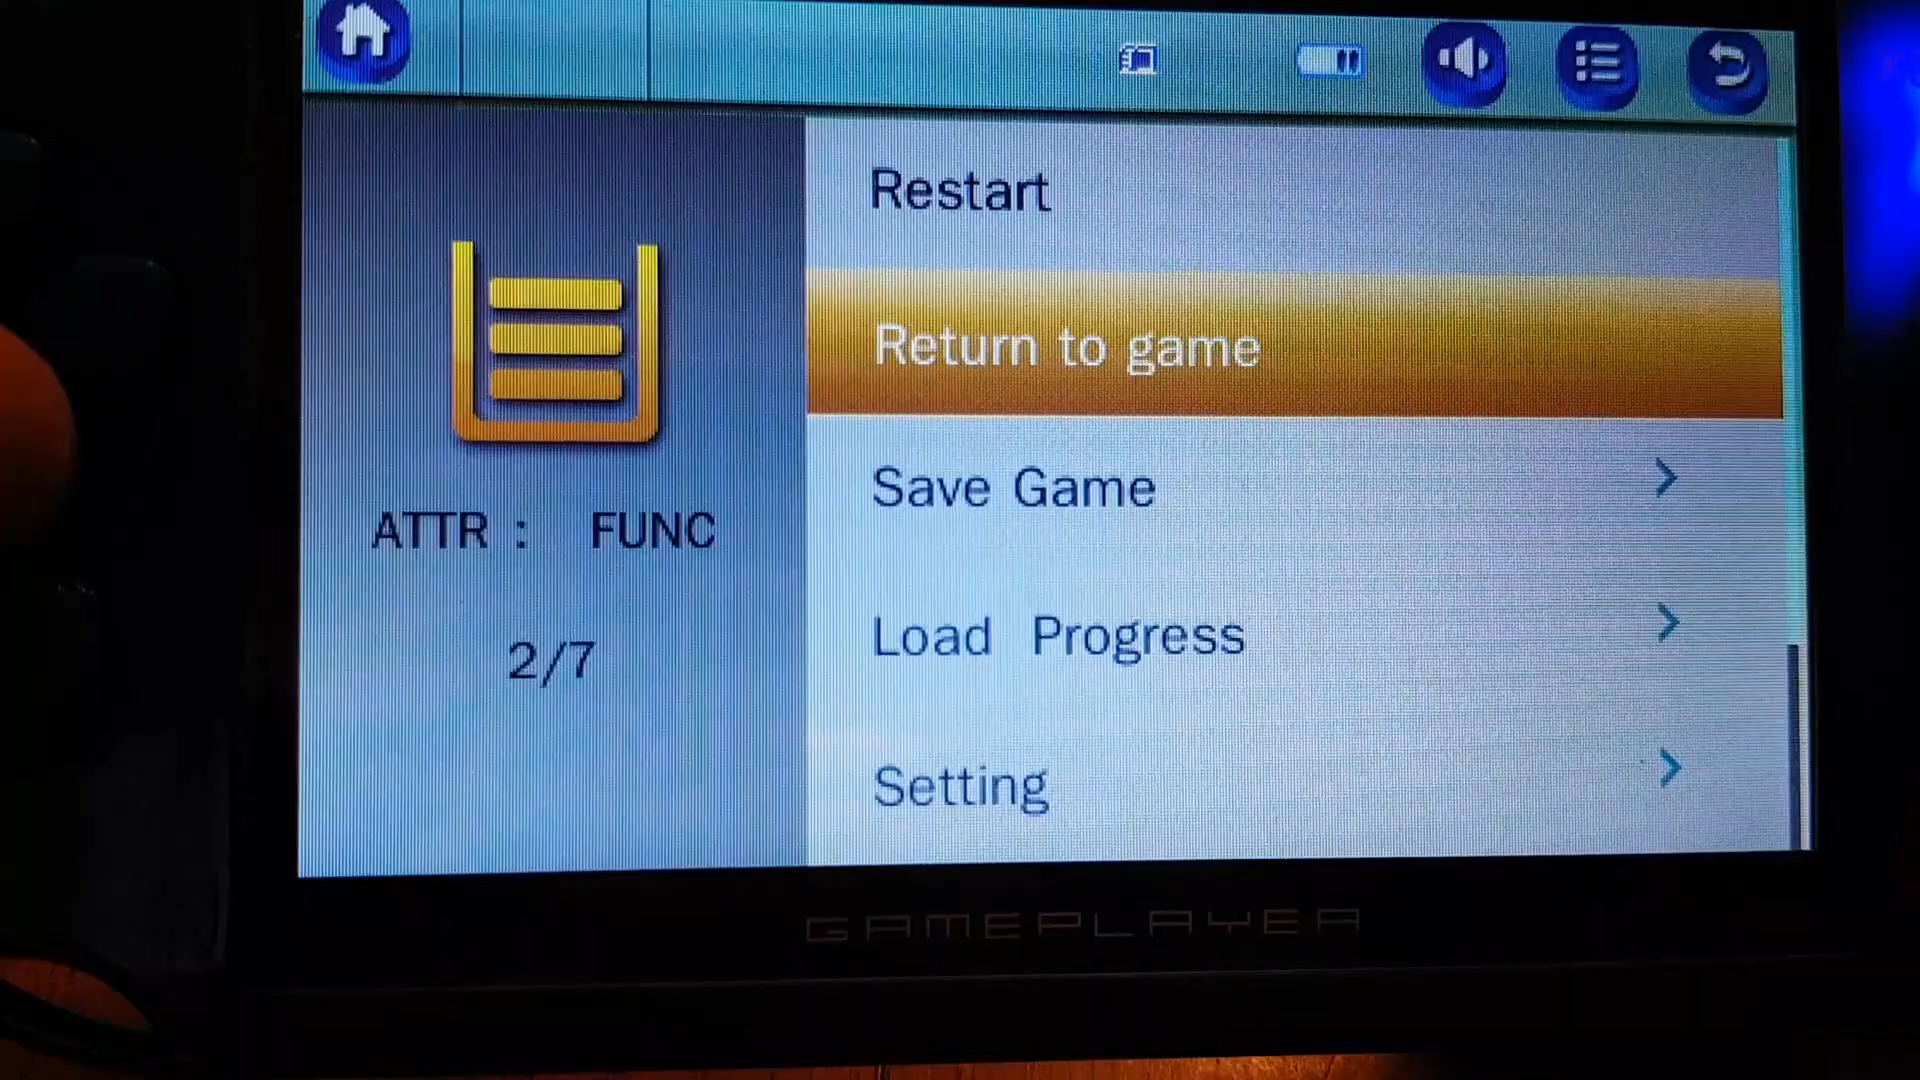 Restart
Return to game
Save Game
Load Progress
Setting
ATTR : FUNC
2/7
GAMEPLAYER